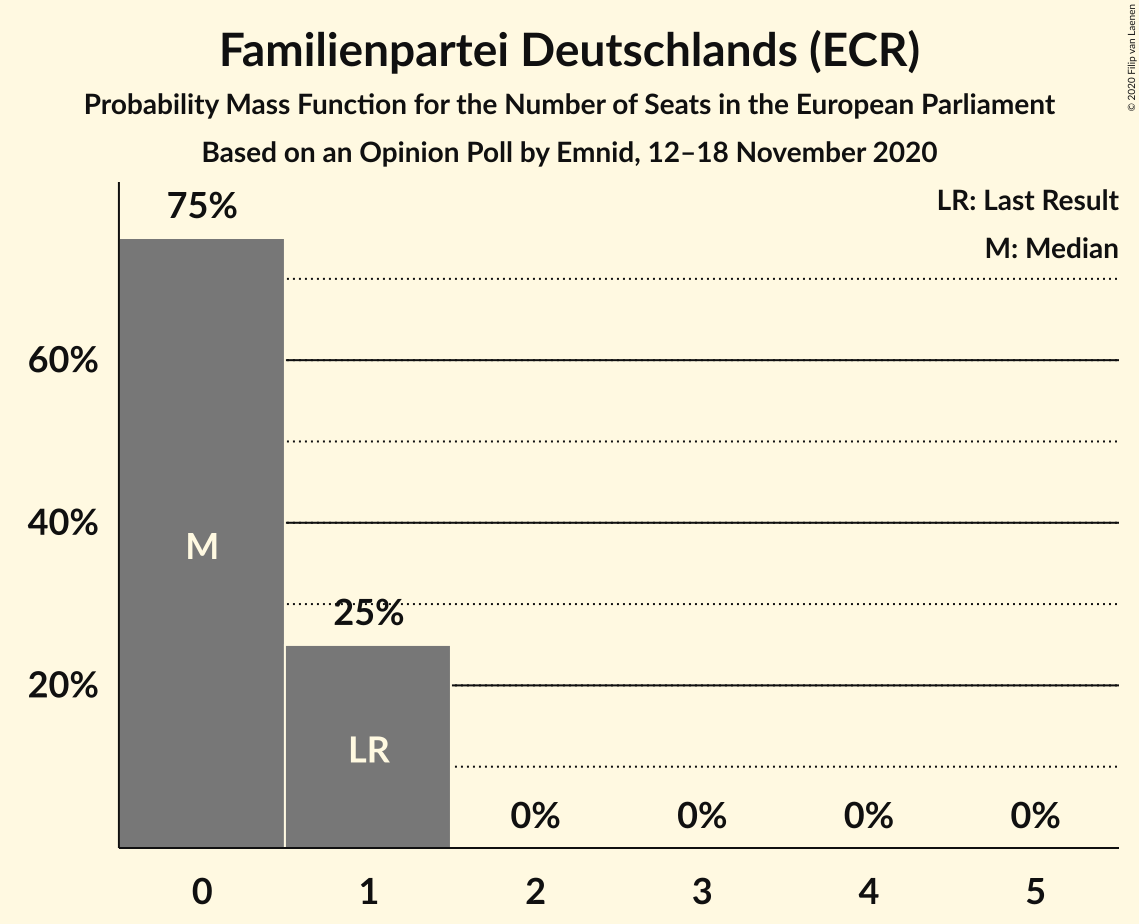 Familienpartei Deutschlands (ECR)
Probability Mass Function for the Number of Seats in the European Parliament
Based on an Opinion Poll by Emnid, 12–18 November 2020
© 2020 Filip van Laenen
LR: Last Result
M: Median
75%
60%
40%
20%
M
25%
LR
0%
0%
0%
0%
0 1 2 3 4 5